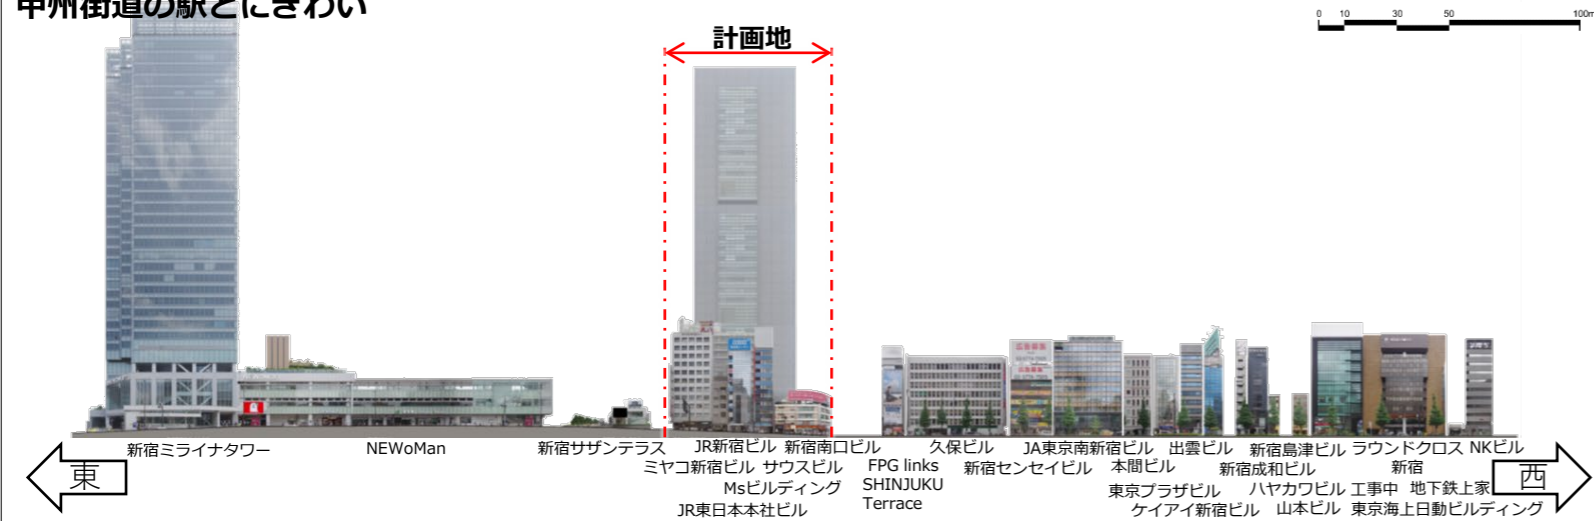 甲州街道の駅とにぎわい
0 10 30 50 100m
計画地
新宿ミライナタワー
NEWoMan
新宿サザンテラス
JR新宿ビル
新宿南口ビル
ミヤコ新宿ビル
サウスビル
Msビルディング
JR東日本本社ビル
FPG links
SHINJUKU
Terrace
久保ビル
新宿センセイビル
JA東京南新宿ビル
本間ビル
東京プラザビル
ケイアイ新宿ビル
出雲ビル
新宿成和ビル
新宿島津ビル
ハヤカワビル
山本ビル
ラウンドクロス
新宿
工事中
地下鉄上家
東京海上日動ビルディング
NKビル
東
西